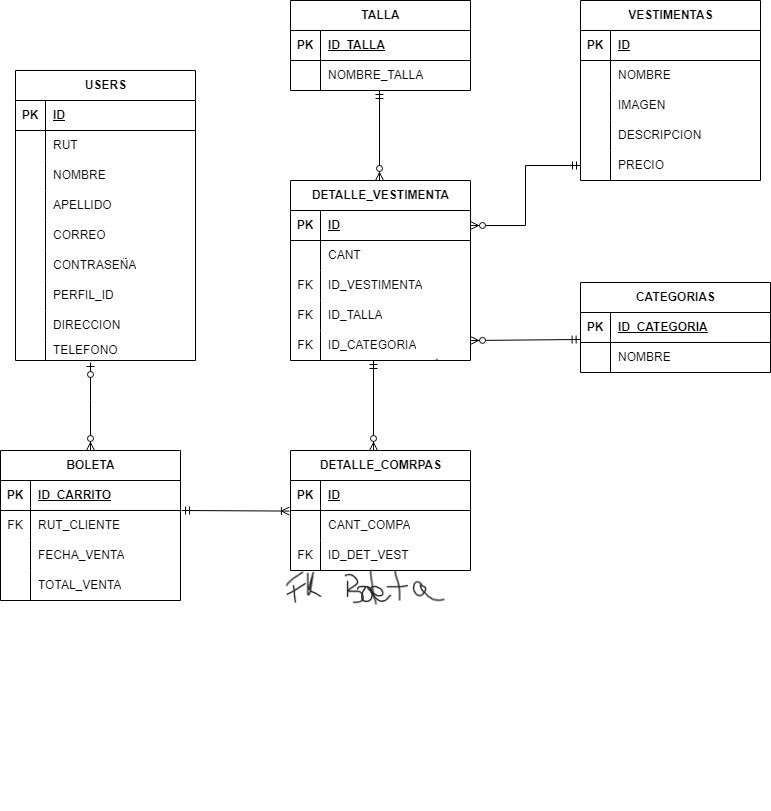 TALLA
PK ID_TALLA
NOMBRE_TALLA
VESTIMENTAS
PK ID
NOMBRE
IMAGEN
DESCRIPCION
PRECIO
USERS
PK ID
RUT
NOMBRE
APELLIDO
CORREO
CONTRASEÑA
PERFIL_ID
DIRECCION
TELEFONO
DETALLE_VESTIMENTA
PK ID
CANT
FK ID_VESTIMENTA
FK ID_TALLA
FK ID_CATEGORIA
CATEGORIAS
PK ID_CATEGORIA
NOMBRE
BOLETA
PK ID_CARRITO
FK RUT_CLIENTE
FECHA_VENTA
TOTAL_VENTA
DETALLE_COMRPAS
PK ID
CANT_COMPA
FK ID_DET_VEST
FK Boleta